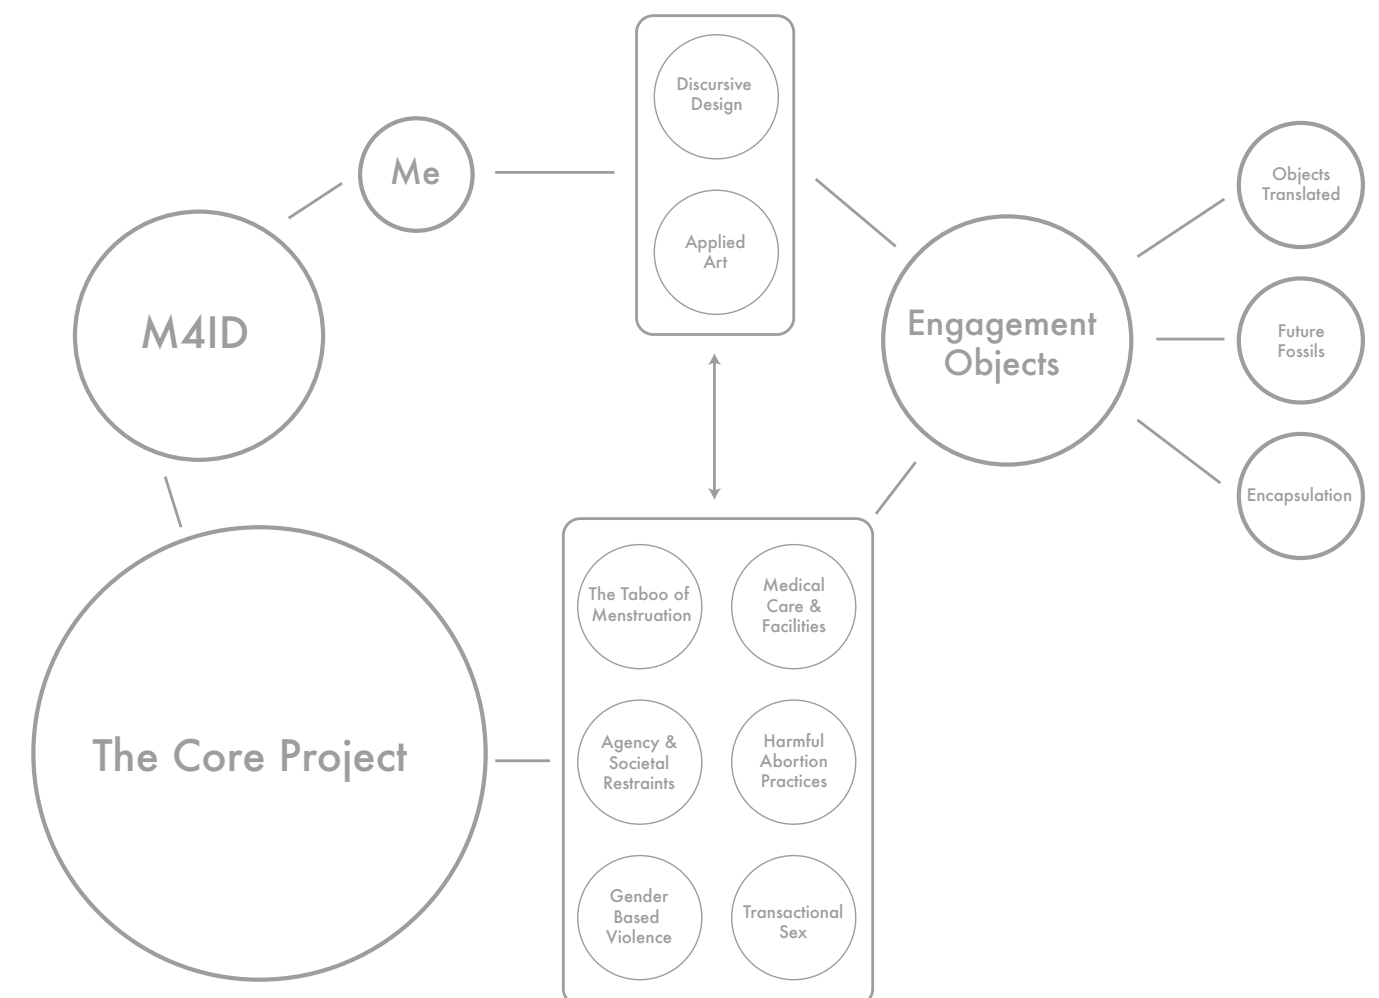 Discursive
Design
Me
Applied
Art
M4ID
Engagement
Objects
Objects
Translated
Future
Fossils
Encapsulation
The Core Project
The Taboo of
Menstruation
Medical
Care &
Facilities
Agency &
Societal
Restraints
Harmful
Abortion
Practices
Gender
Based
Violence
Transactional
Sex